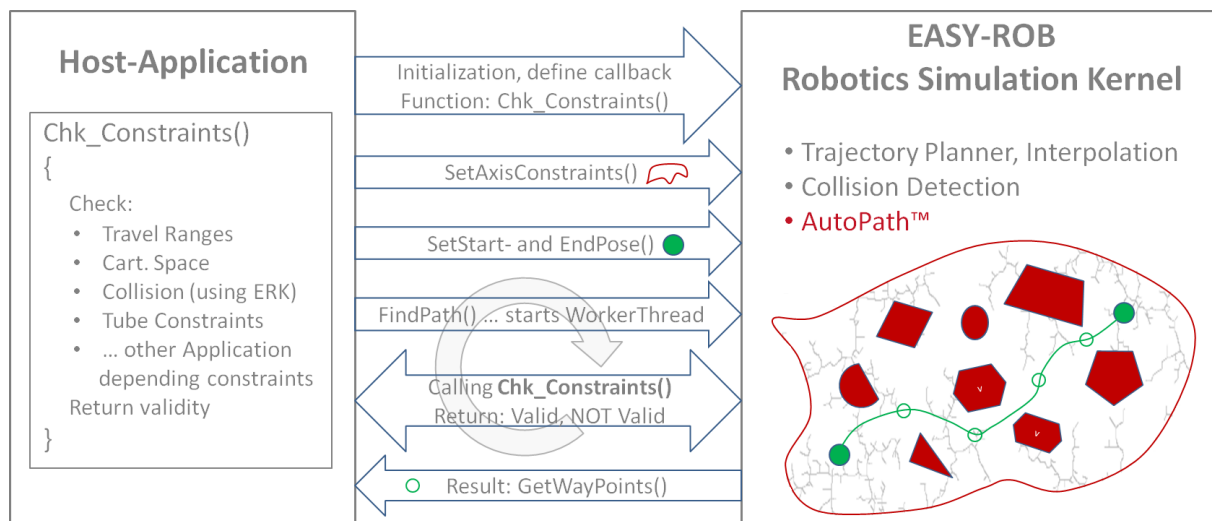 Host-Application
Chk_Constraints()
{
Check:
• Travel Ranges
• Cart. Space
• Collision (using ERK)
• Tube Constraints
• ... other Application
depending constraints
Return validity
}
Initialization, define callback
Function: Chk_Constraints()
SetAxisConstraints()
SetStart- and EndPose()
FindPath() ... starts WorkerThread
Calling Chk_Constraints()
Return: Valid, NOT Valid
Result: GetWayPoints()
EASY-ROB
Robotics Simulation Kernel
• Trajectory Planner, Interpolation
• Collision Detection
• AutoPath™
v
v